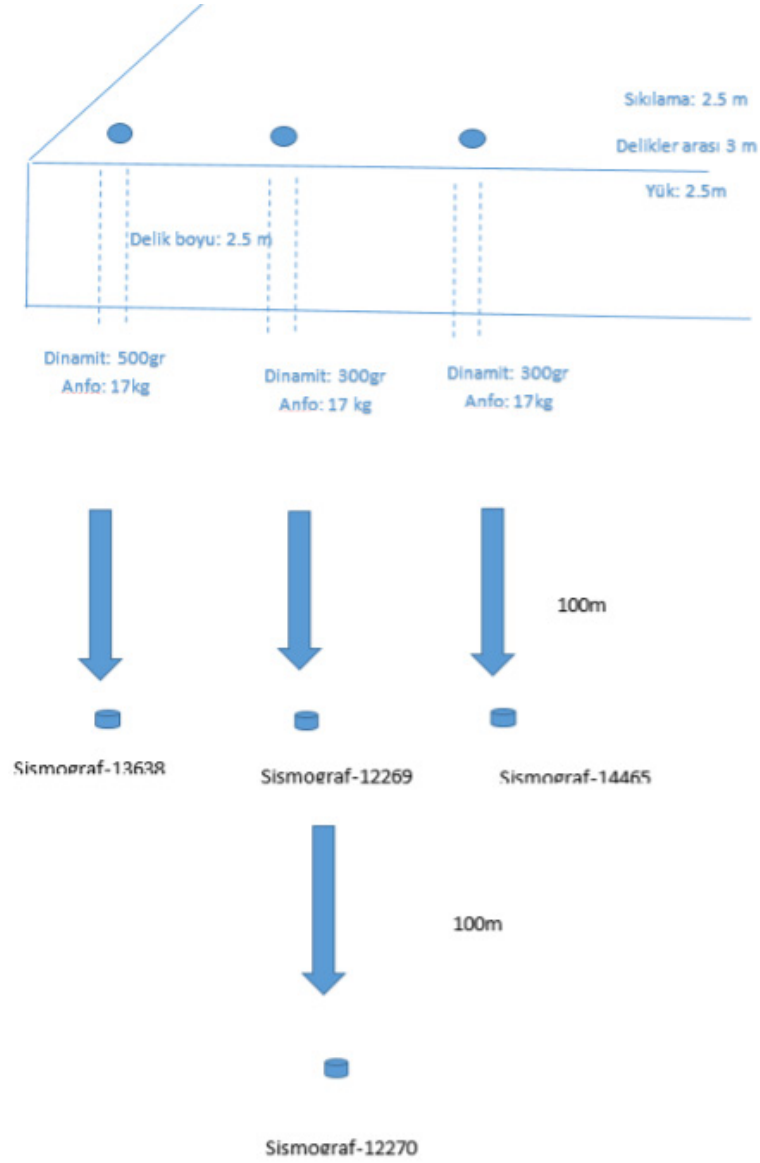 Sıkılama: 2.5 m
Delikler arası 3 m
Yük: 2.5m
Delik boyu: 2.5 m
Dinamit: 500gr
Anfo: 17kg
Dinamit: 300gr
Anfo: 17 kg
Dinamit: 300gr
Anfo: 17kg
100m
Sismograf-13638
Sismograf-12269
Sismograf-14465
100m
Sismograf-12270